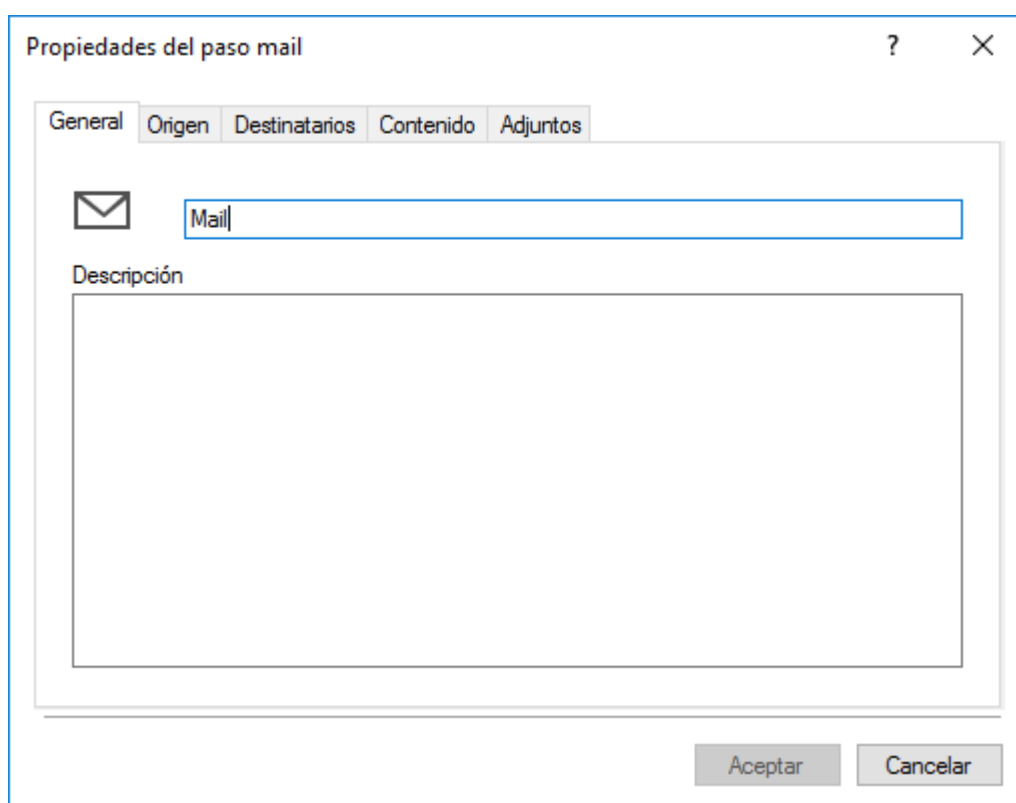 Propiedades del paso mail ?
General Origen Destinatarios Contenido Adjuntos
Mail
Descripción
Aceptar Cancelar